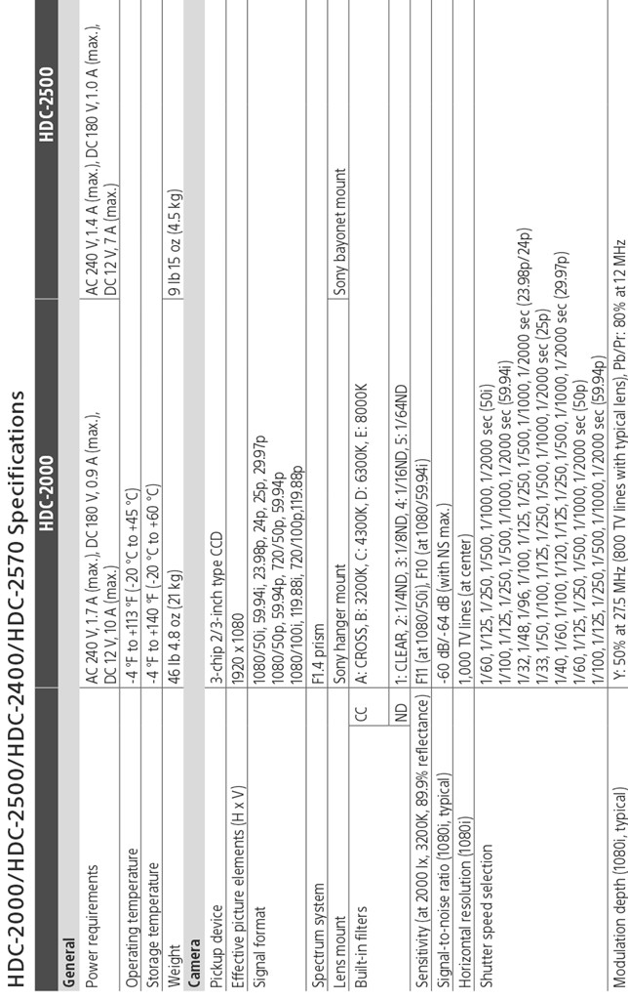 HDC-2000/HDC-2500/HDC-2400/HDC-2570 Specifications
HDC-2000 HDC-2500
General
Power requirements AC 240 V, 1.7 A (max.), DC 180 V, 0.9 A (max.), AC 240 V, 1.4 A (max.), DC 180 V, 1.0 A (max.),
DC 12 V, 10 A (max.) DC 12 V, 7 A (max.)
Operating temperature -4 °F to +113 °F (-20 °C to +45 °C)
Storage temperature -4 °F to +140 °F (-20 °C to +60 °C)
Weight 46 lb 4.8 oz (21 kg) 9 lb 15 oz (4.5 kg)
Camera
Pickup device 3-chip 2/3-inch type CCD
Effective picture elements (H x V) 1920 x 1080
Signal format 1080/50i, 59.94i, 23.98p, 24p, 25p, 29.97p
1080/50p, 59.94p, 720/50p, 59.94p
1080/100i, 119.88i, 720/100p,119.88p
Spectrum system F1.4 prism
Lens mount Sony hanger mount Sony bayonet mount
Built-in filters CC A: CROSS, B: 3200K, C: 4300K, D: 6300K, E: 8000K
ND 1: CLEAR, 2: 1/4ND, 3: 1/8ND, 4: 1/16ND, 5: 1/64ND
Sensitivity (at 2000 lx, 3200K, 89.9% reflectance) F11 (at 1080/50i), F10 (at 1080/59.94i)
Signal-to-noise ratio (1080i, typical) -60 dB/- 64 dB (with NS max.)
Horizontal resolution (1080i) 1,000 TV lines (at center)
Shutter speed selection 1/60, 1/125, 1/250, 1/500, 1/1000, 1/2000 sec (50i)
1/100, 1/125, 1/250, 1/500, 1/1000, 1/2000 sec (59.94i)
1/32, 1/48, 1/96, 1/100, 1/125, 1/250, 1/500, 1/1000, 1/2000 sec (23.98p/24p)
1/33, 1/50, 1/100, 1/125, 1/250, 1/500, 1/1000, 1/2000 sec (25p)
1/40, 1/60, 1/100, 1/120, 1/125, 1/250, 1/500, 1/1000, 1/2000 sec (29.97p)
1/60, 1/125, 1/250, 1/500, 1/1000, 1/2000 sec (50p)
1/100, 1/125, 1/250, 1/500, 1/1000, 1/2000 sec (59.94p)
Modulation depth (1080i, typical) Y: 50% at 27.5 MHz (800 TV lines with typical lens), Pb/Pr: 80% at 12 MHz